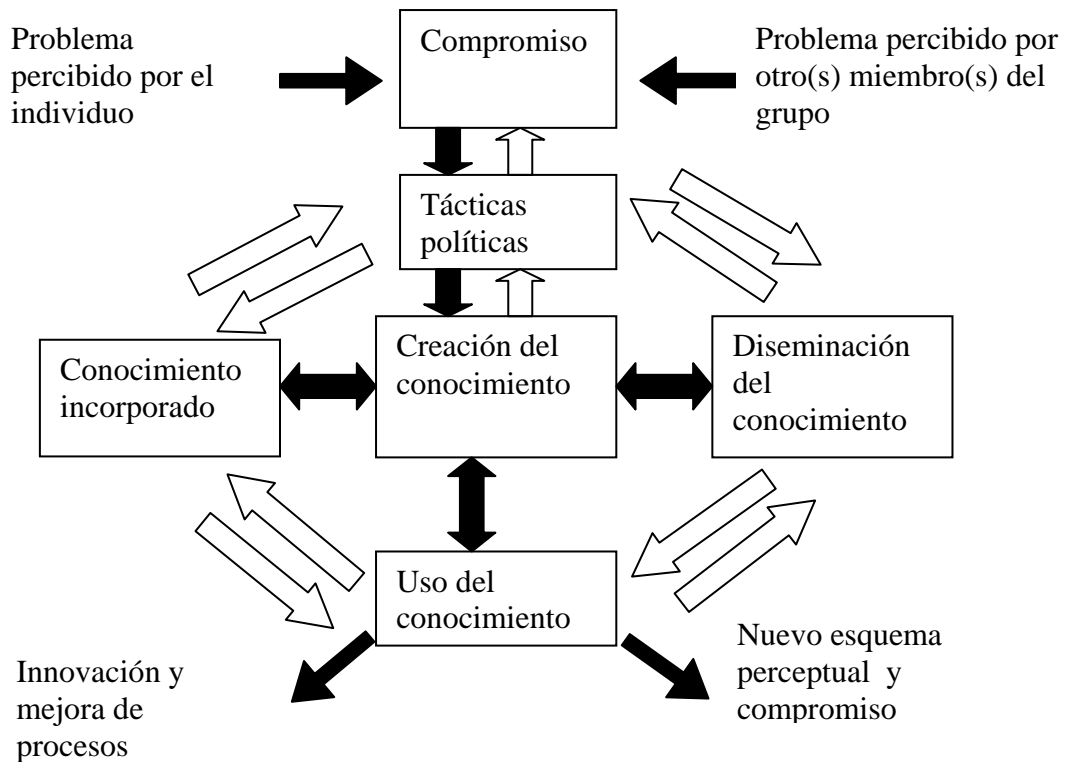 Problema
percibido por el
individuo
Compromiso
Problema percibido por
otro(s) miembro(s) del
grupo
Tácticas
políticas
Conocimiento
incorporado
Creación del
conocimiento
Diseminación
del
conocimiento
Uso del
conocimiento
Innovación y
mejora de
procesos
Nuevo esquema
perceptual y
compromiso